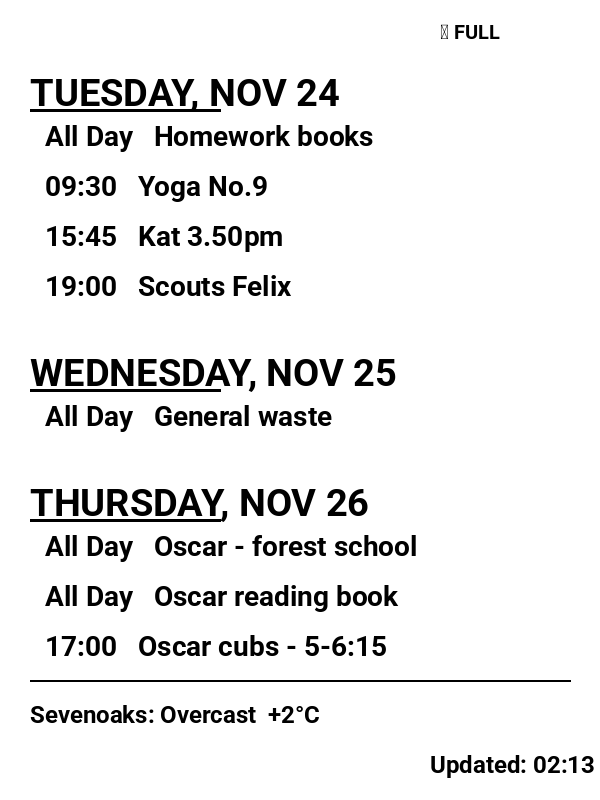 FULL
TUESDAY, NOV 24
All Day Homework books
09:30 Yoga No.9
15:45 Kat 3.50pm
19:00 Scouts Felix
WEDNESDAY, NOV 25
All Day General waste
THURSDAY, NOV 26
All Day Oscar - forest school
All Day Oscar reading book
17:00 Oscar cubs - 5-6:15
Sevenoaks: Overcast +2°C
Updated: 02:13